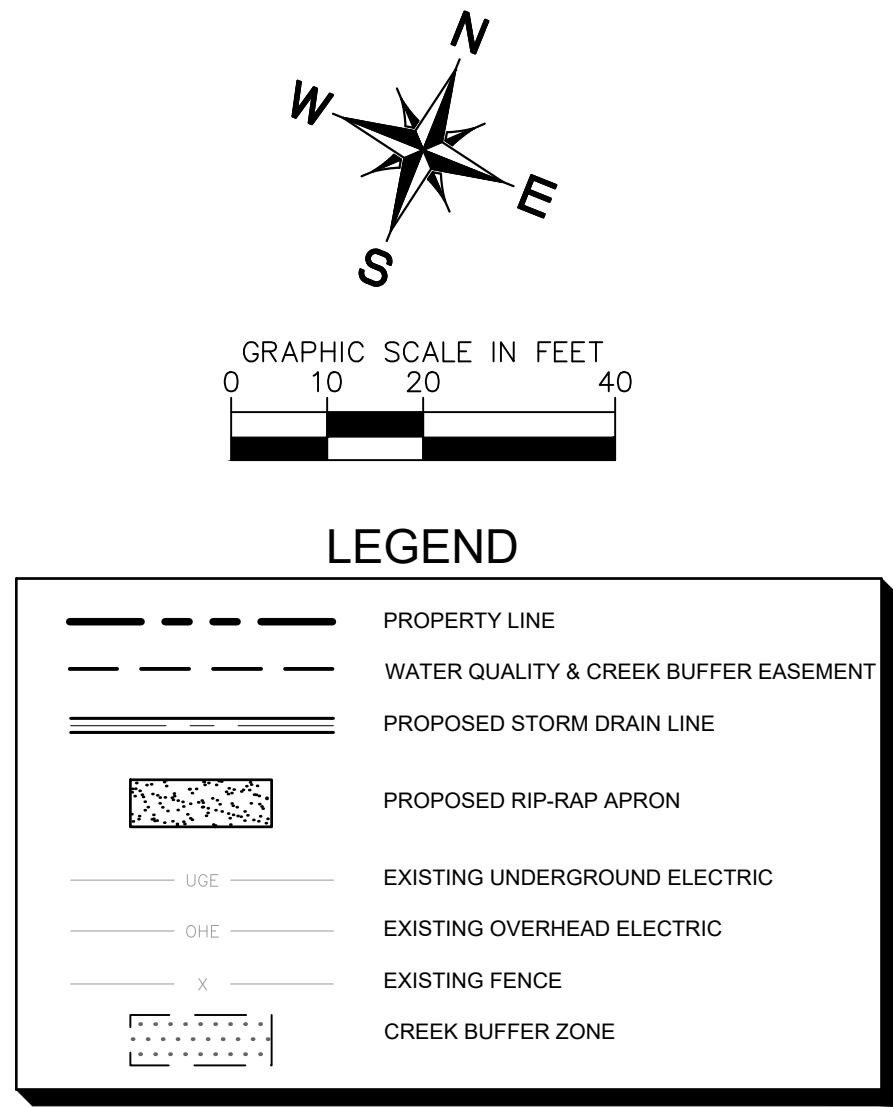 N
W
E
S
GRAPHIC SCALE IN FEET
0 10 20 40
LEGEND
PROPERTY LINE
WATER QUALITY & CREEK BUFFER EASEMENT
PROPOSED STORM DRAIN LINE
PROPOSED RIP-RAP APRON
UGE EXISTING UNDERGROUND ELECTRIC
OHE EXISTING OVERHEAD ELECTRIC
X EXISTING FENCE
CREEK BUFFER ZONE